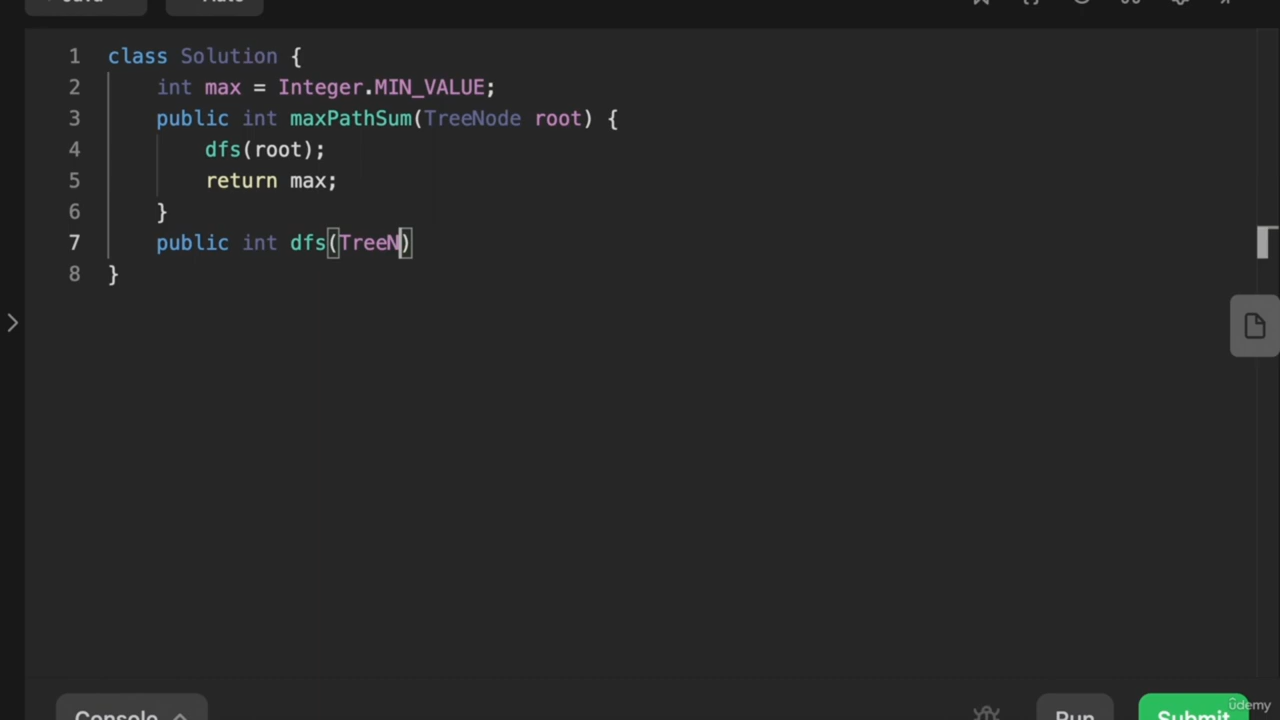 1 class Solution {
2 int max = Integer.MIN_VALUE;
3 public int maxPathSum(TreeNode root) {
4 dfs(root);
5 return max;
6 }
7 public int dfs(TreeN)
8 }
Console
Run
Submit
ûdemy